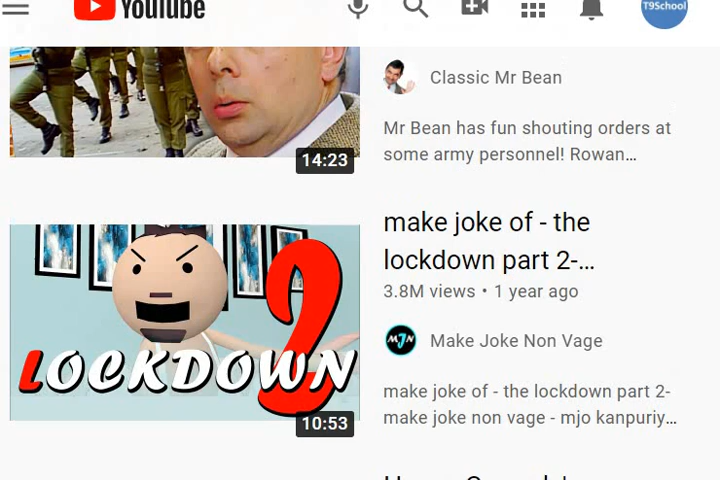 YouTube
T9School
Classic Mr Bean
Mr Bean has fun shouting orders at
some army personnel! Rowan…
14:23
make joke of - the
lockdown part 2-...
3.8M views • 1 year ago
MJN
Make Joke Non Vage
LOCKDOWN 2
make joke of - the lockdown part 2-
make joke non vage - mjo kanpuriy...
10:53